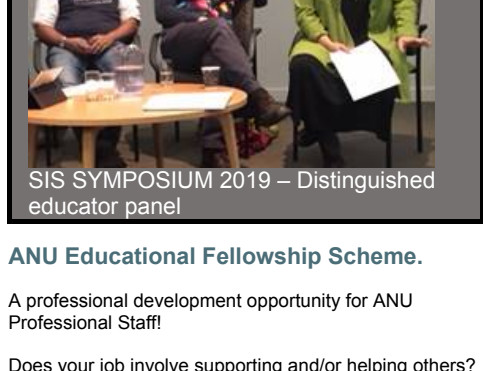 SIS SYMPOSIUM 2019 – Distinguished
educator panel
ANU Educational Fellowship Scheme.
A professional development opportunity for ANU
Professional Staff!
Does your job involve supporting and/or helping others?